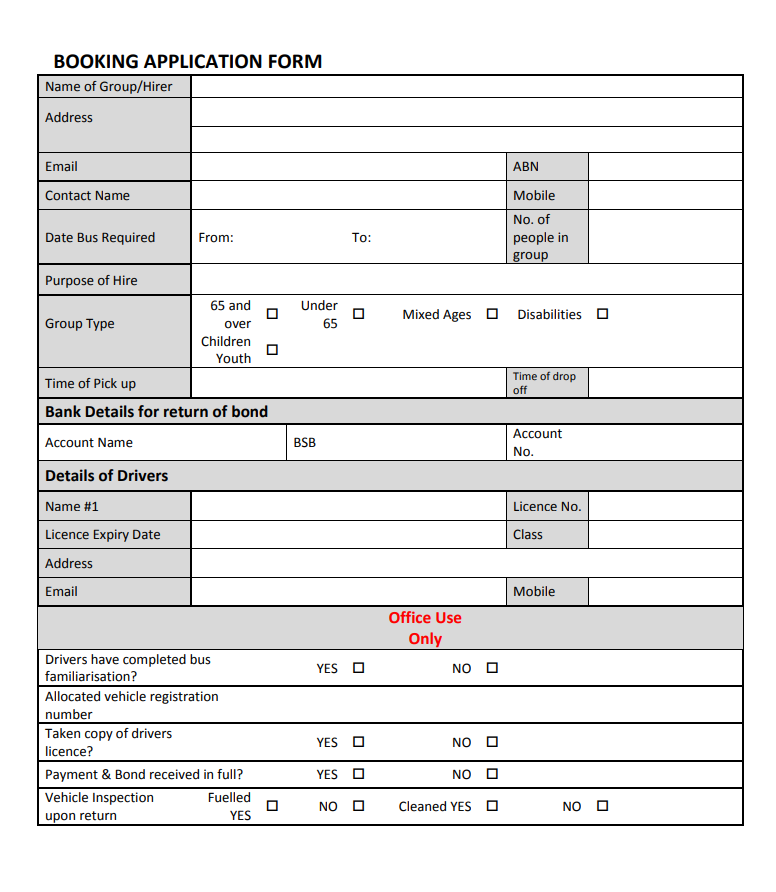 BOOKING APPLICATION FORM
Name of Group/Hirer
Address
Email ABN
Contact Name Mobile
Date Bus Required From: To: No. of
people in
group
Purpose of Hire
Group Type 65 and
over ☐ Under
65 ☐ Mixed Ages ☐ Disabilities ☐
Children
Youth ☐
Time of Pick up Time of drop
off
Bank Details for return of bond
Account Name BSB Account
No.
Details of Drivers
Name #1 Licence No.
Licence Expiry Date Class
Address
Email Mobile
Office Use
Only
Drivers have completed bus
familiarisation? YES ☐ NO ☐
Allocated vehicle registration
number
Taken copy of drivers
licence? YES ☐ NO ☐
Payment & Bond received in full? YES ☐ NO ☐
Vehicle Inspection
upon return Fuelled
YES ☐ NO ☐ Cleaned YES ☐ NO ☐